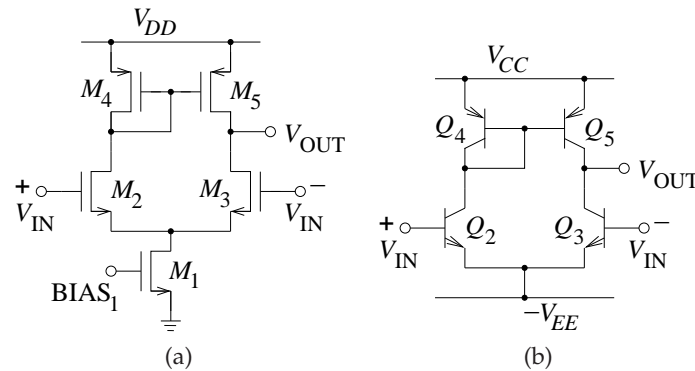 V_DD
M_4
M_5
V_OUT
+
V_IN
M_2
M_3
−
V_IN
BIAS_1
M_1
(a)
V_CC
Q_4
Q_5
V_OUT
+
V_IN
Q_2
Q_3
−
V_IN
−V_EE
(b)